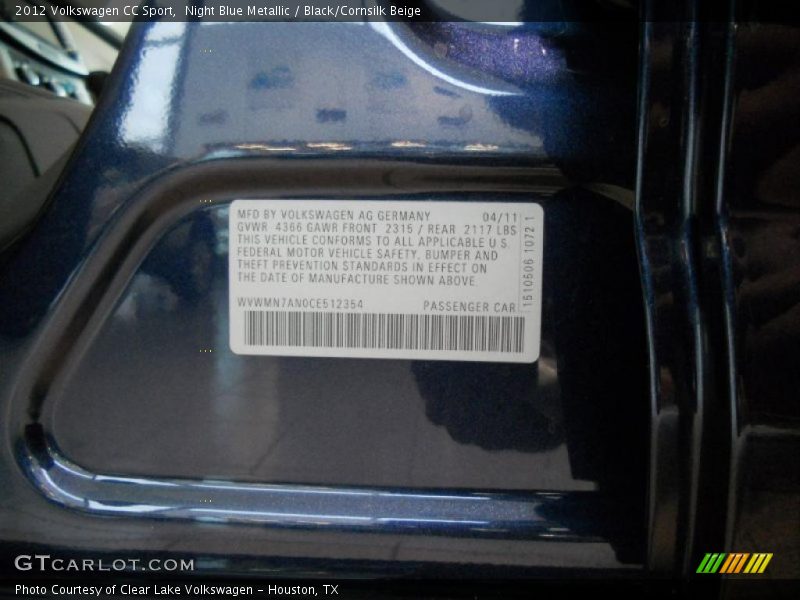 2012 Volkswagen CC Sport,  Night Blue Metallic / Black/Cornsilk Beige
MFD BY VOLKSWAGEN AG GERMANY 04/11
GVWR 4366 GAWR FRONT 2315 / REAR 2117 LBS
THIS VEHICLE CONFORMS TO ALL APPLICABLE U.S.
FEDERAL MOTOR VEHICLE SAFETY, BUMPER AND
THEFT PREVENTION STANDARDS IN EFFECT ON
THE DATE OF MANUFACTURE SHOWN ABOVE.
WVWMN7AN0CE512354 PASSENGER CAR
1510506 1072 1
GTCARLOT.COM
Photo Courtesy of Clear Lake Volkswagen - Houston, TX